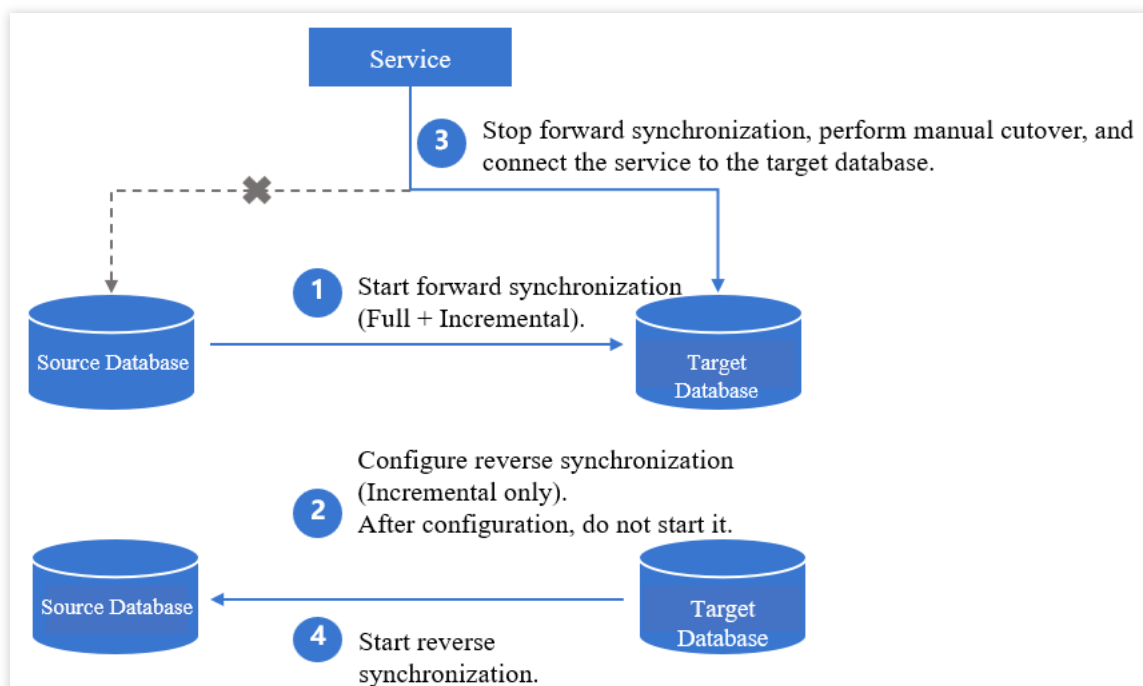 Service
3
Stop forward synchronization, perform manual cutover, and
connect the service to the target database.
1
Start forward synchronization
(Full + Incremental).
Source Database
Target
Database
Configure reverse synchronization
(Incremental only).
2
After configuration, do not start it.
Source Database
Target
Database
4
Start reverse
synchronization.